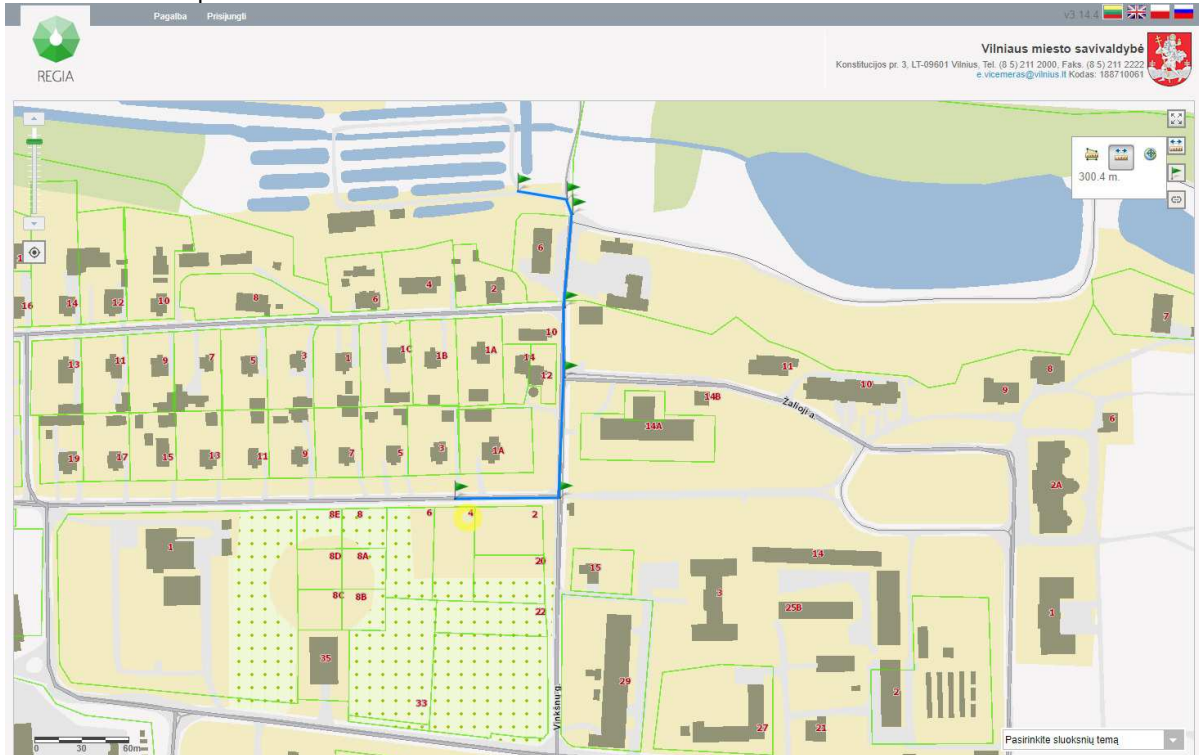 Pagalba Prisijungti v3.14.4
REGIA
Vilniaus miesto savivaldybė
Konstitucijos pr. 3, LT-09601 Vilnius, Tel. (8 5) 211 2000, Faks. (8 5) 211 2222
e.vicemeras@vilnius.lt Kodas: 188710061
300.4 m.
6
4
2
6
8
10
12
14
16
7
10
13
11
9
7
5
3
1
1C
1B
1A
14
12
11
10
9
8
6
14B
14A
Žalioji a.
19
17
15
13
11
9
7
5
3
1A
2A
8E
8
6
4
2
1
8D
8A
20
8C
8B
22
15
3
14
25B
1
35
33
29
27
21
2
Vinkšnų g.
0 30 60m
Pasirinkite sluoksnių temą